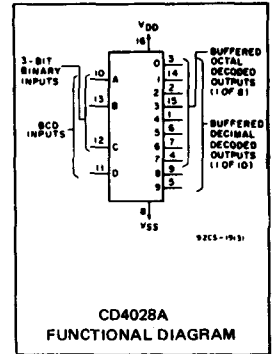 VDD
16
3-BIT
BINARY
INPUTS
BCD
INPUTS
10
A
13
B
12
C
11
D
0
3
1
14
2
2
3
15
4
1
5
6
6
7
7
4
8
9
9
5
BUFFERED
OCTAL
DECODED
OUTPUTS
(1 OF 8)
BUFFERED
DECIMAL
DECODED
OUTPUTS
(1 OF 10)
8
VSS
92CS-19131
CD4028A
FUNCTIONAL DIAGRAM